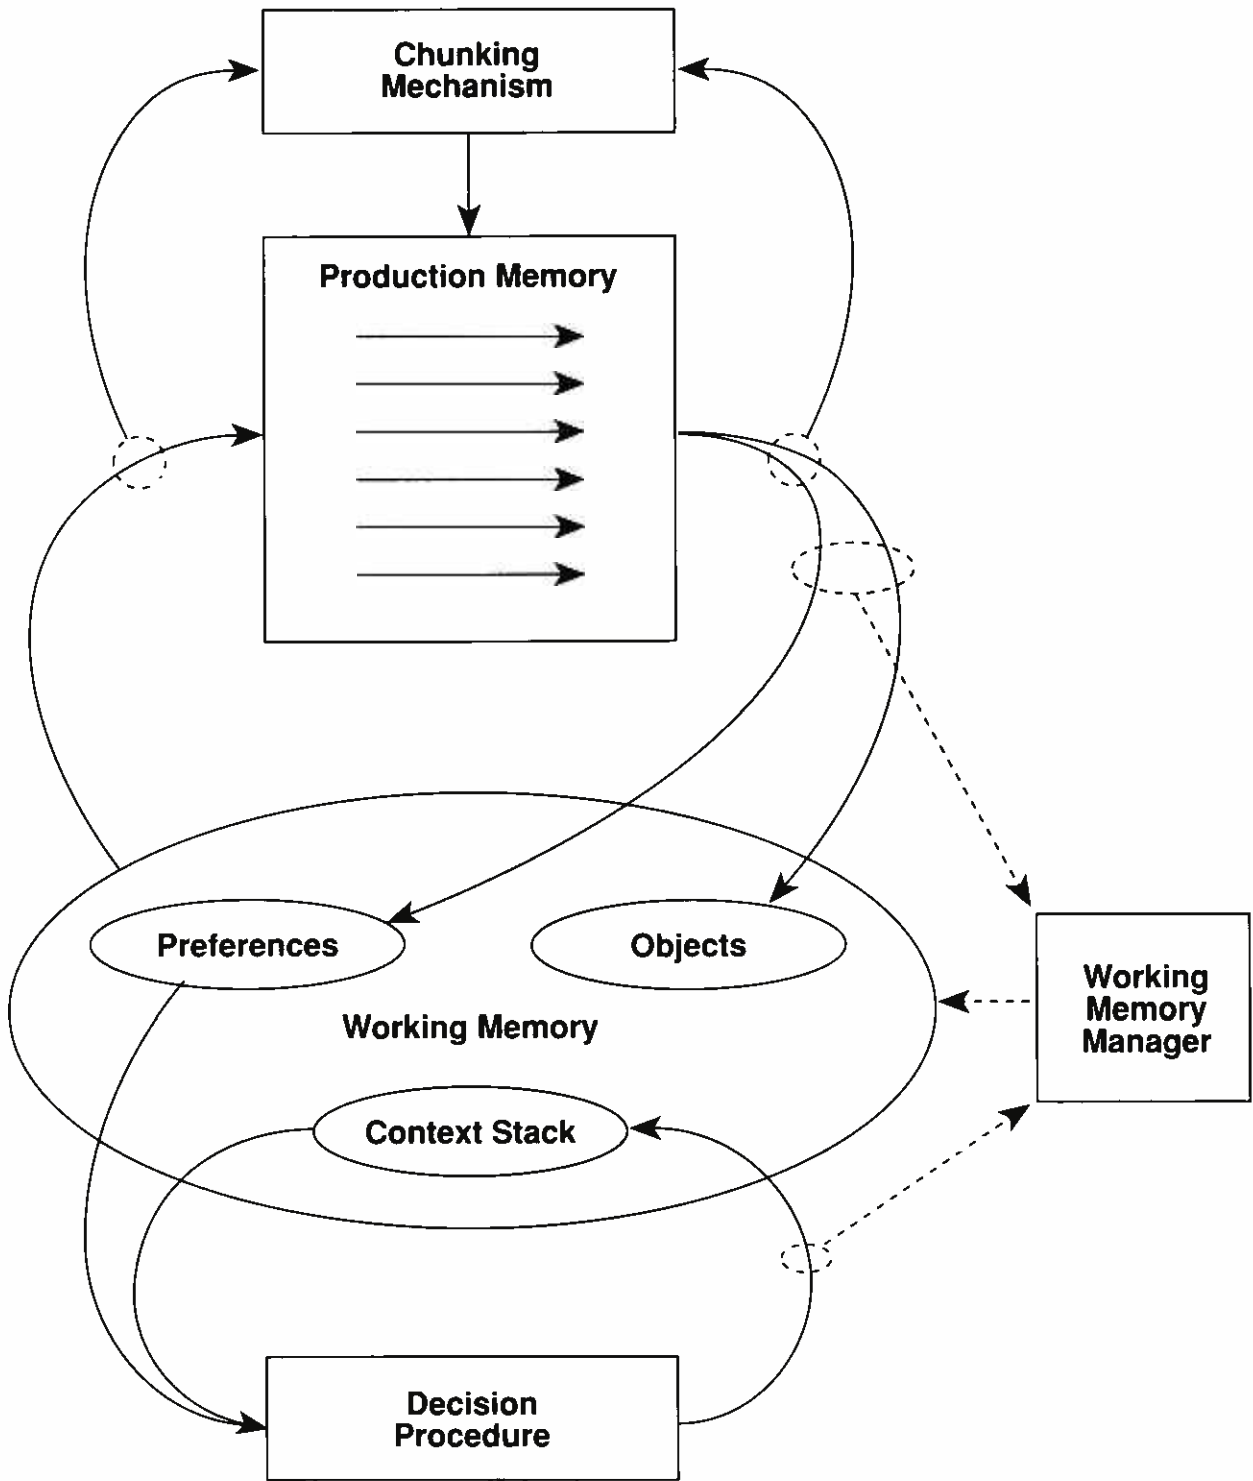 Chunking
Mechanism
Production Memory
Preferences
Objects
Working Memory
Working
Memory
Manager
Context Stack
Decision
Procedure